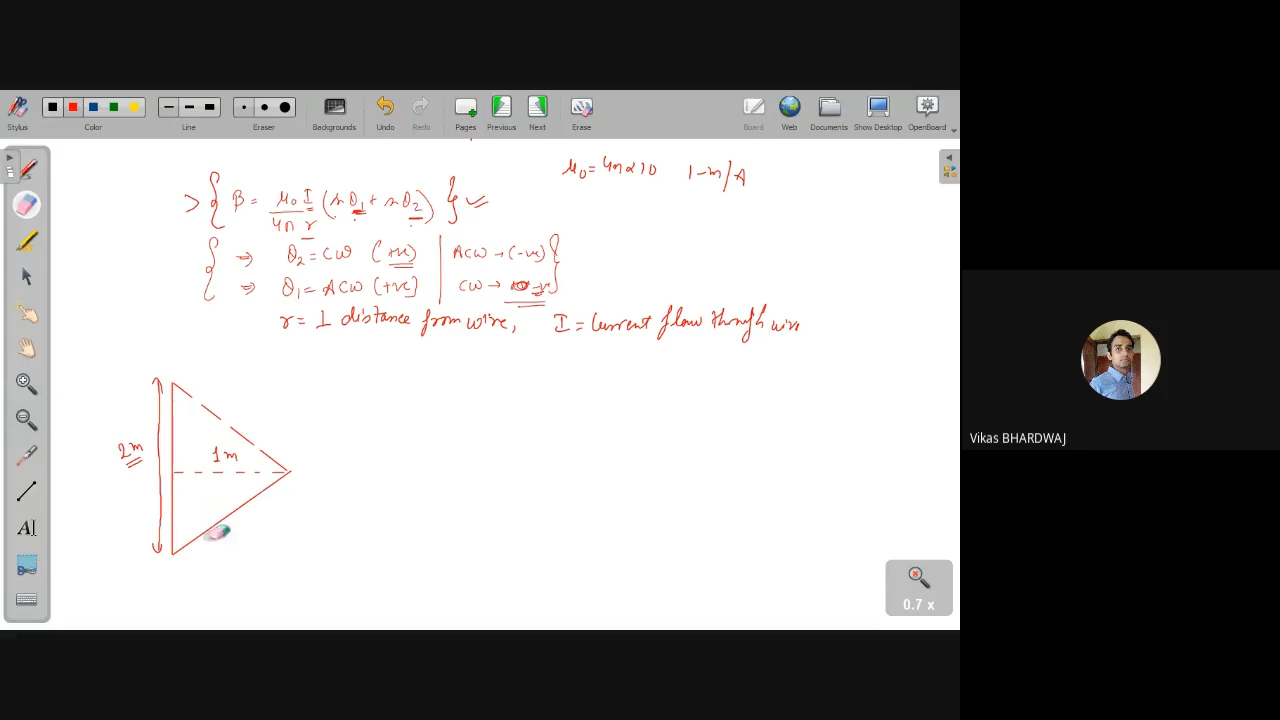 Stylus Color Line Eraser Backgrounds Undo Redo Pages Previous Next Erase Board Web Documents Show Desktop OpenBoard
μ0 = 4π×10 T-m/A
> { B = μ0 I / 4π r (sin θ1 + sin θ2) }
{ ⇒ θ2 = CW (+ve) | ACW → (-ve) }
{ ⇒ θ1 = ACW (+ve) | CW → -ve }
r = ⊥ distance from wire, I = Current flow through wire
2m
1m
AI
0.7 x
Vikas BHARDWAJ